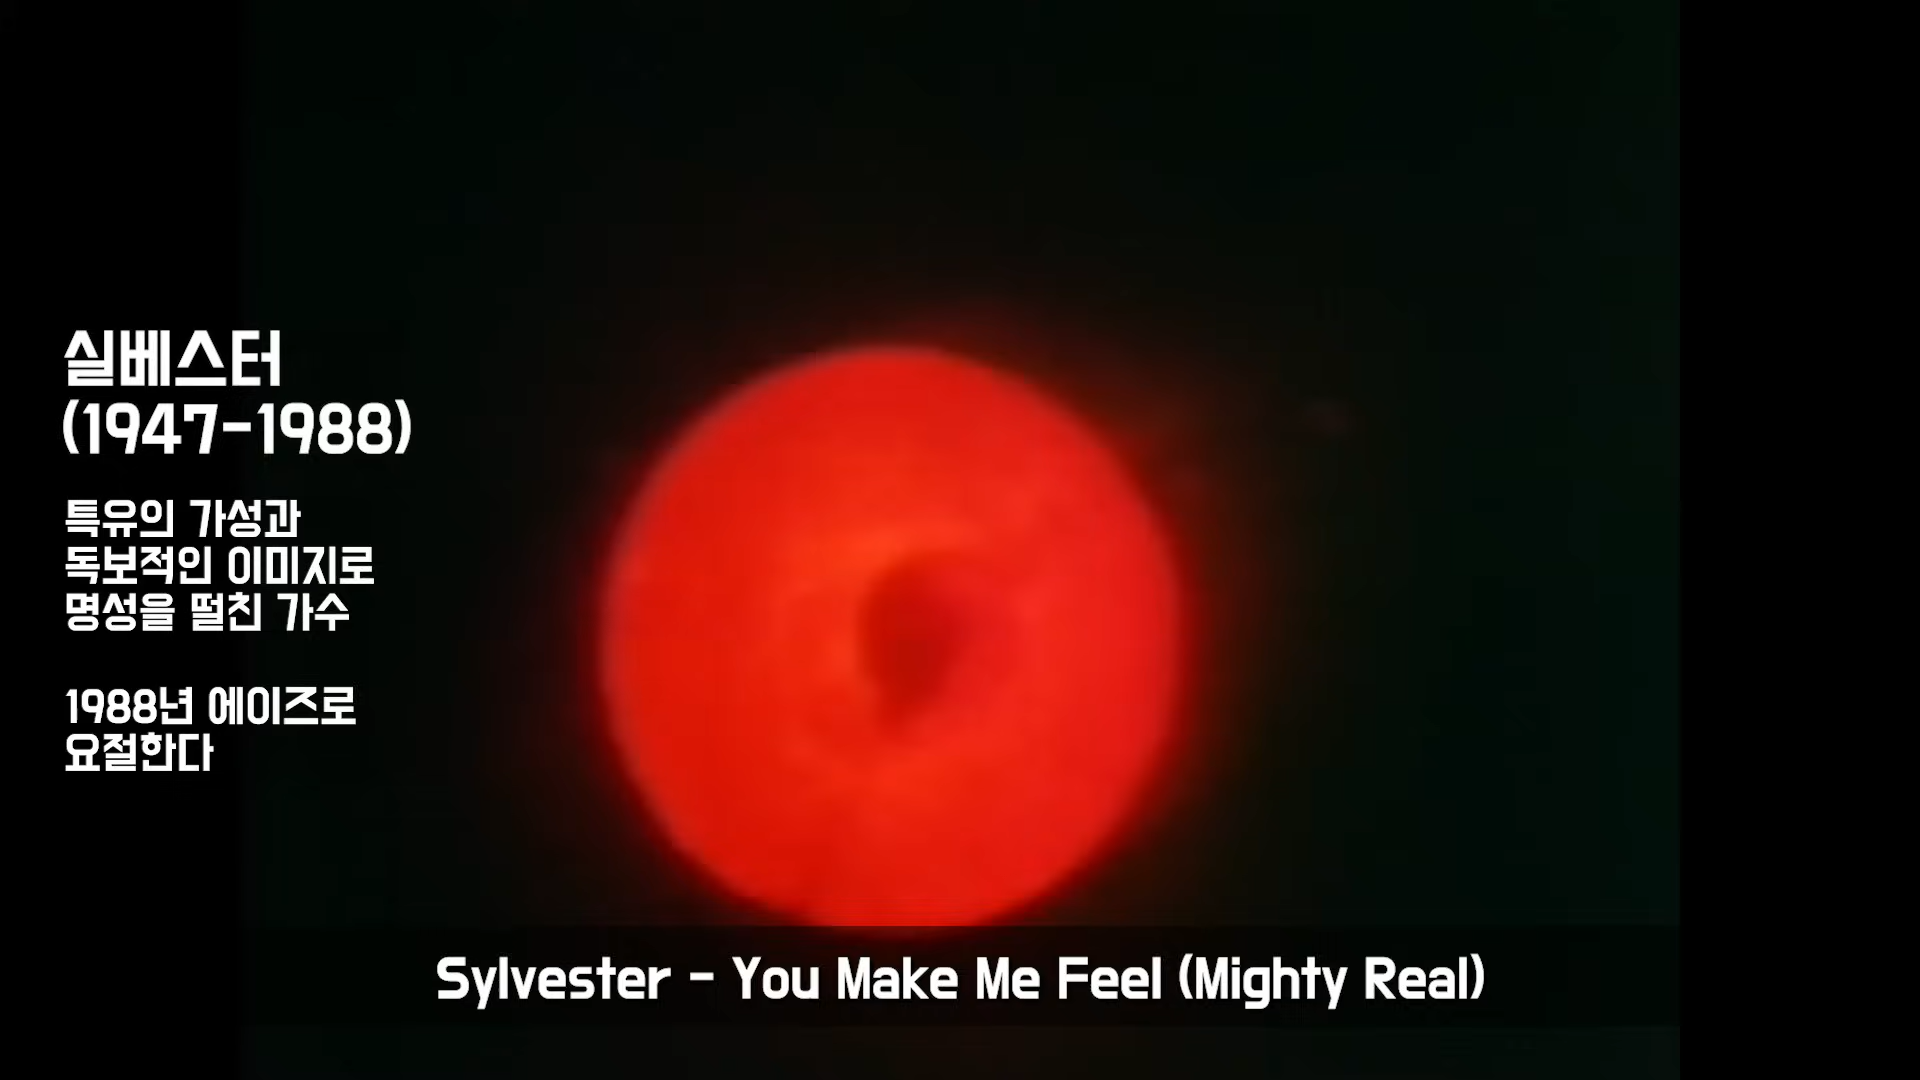 실베스터
(1947-1988)
특유의 가성과
독보적인 이미지로
명성을 떨친 가수
1988년 에이즈로
요절한다
Sylvester - You Make Me Feel (Mighty Real)